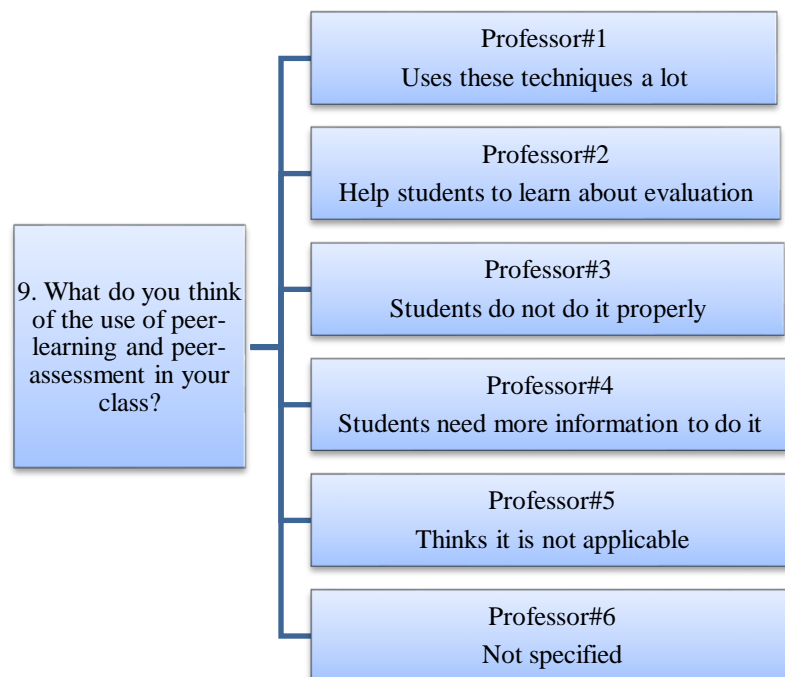 9. What do you think
of the use of peer-
learning and peer-
assessment in your
class?
Professor#1
Uses these techniques a lot
Professor#2
Help students to learn about evaluation
Professor#3
Students do not do it properly
Professor#4
Students need more information to do it
Professor#5
Thinks it is not applicable
Professor#6
Not specified